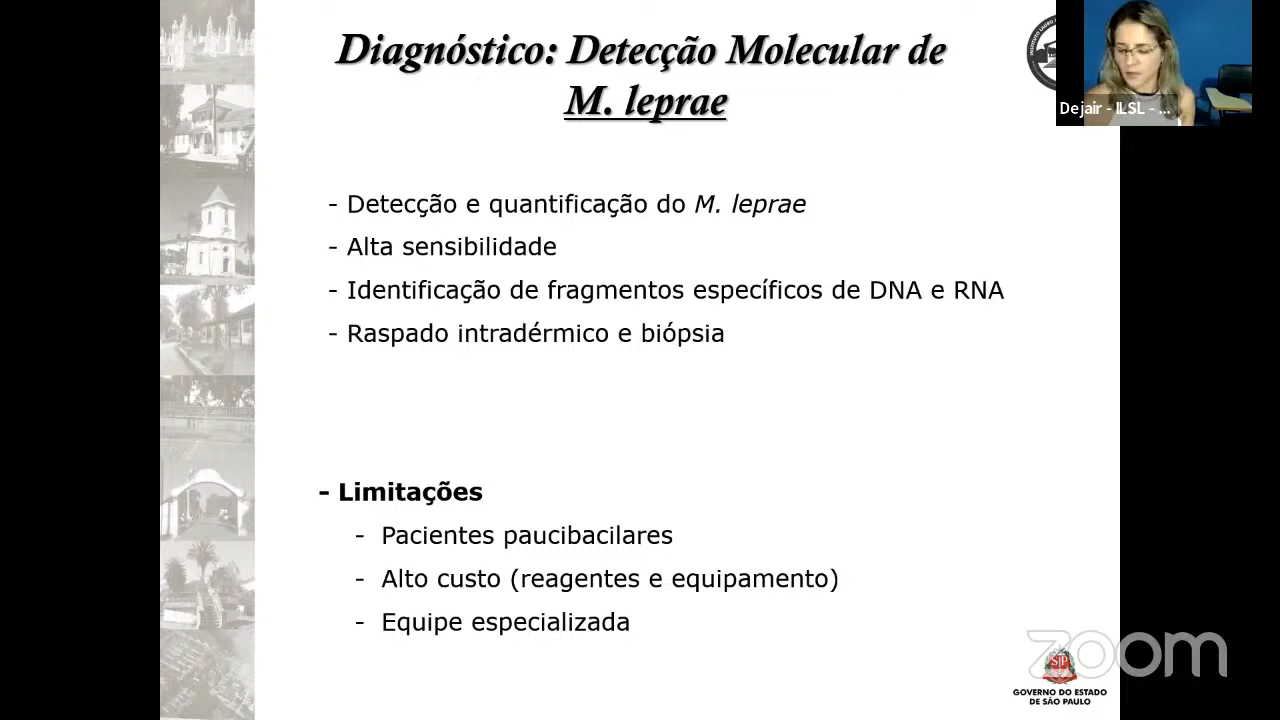 Diagnóstico: Detecção Molecular de
M. leprae
Dejair - ILSL - ...
- Detecção e quantificação do M. leprae
- Alta sensibilidade
- Identificação de fragmentos específicos de DNA e RNA
- Raspado intradérmico e biópsia
- Limitações
- Pacientes paucibacilares
- Alto custo (reagentes e equipamento)
- Equipe especializada
zoom
SP
GOVERNO DO ESTADO
DE SÃO PAULO